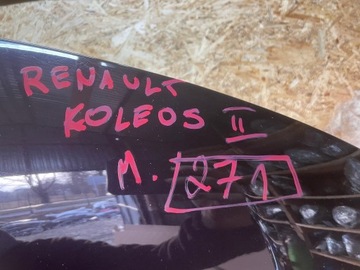 RENAULT
KOLEOS II
M. 271